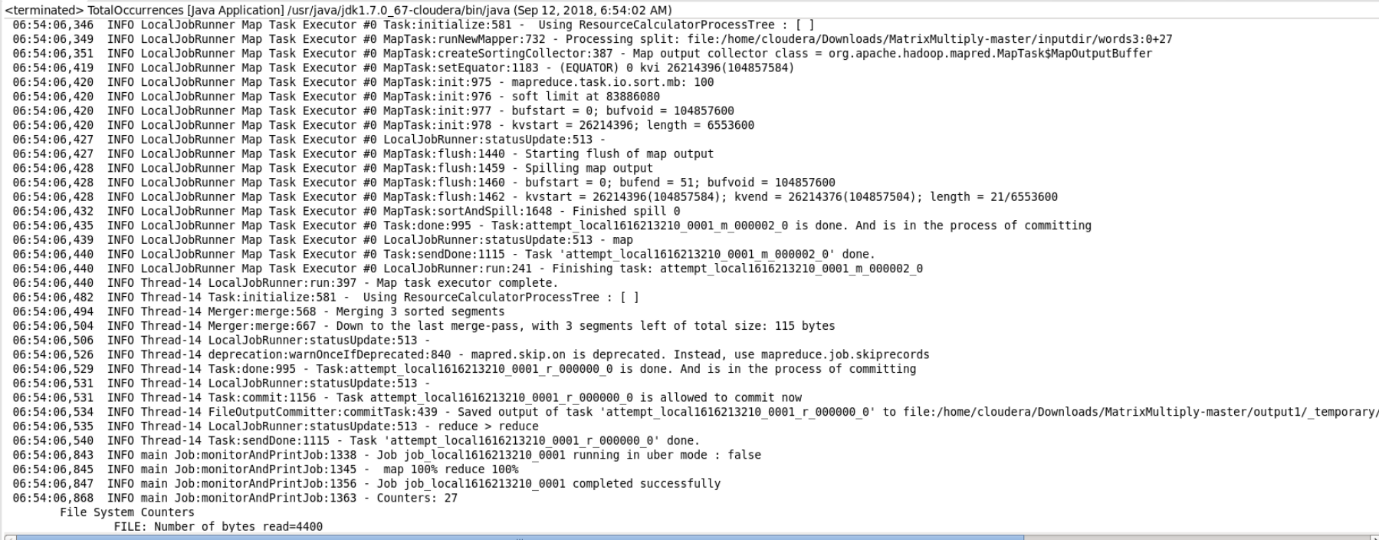 <terminated> TotalOccurrences [Java Application] /usr/java/jdk1.7.0_67-cloudera/bin/java (Sep 12, 2018, 6:54:02 AM)
06:54:06,346  INFO LocalJobRunner Map Task Executor #0 Task:initialize:581 -  Using ResourceCalculatorProcessTree : [ ]
06:54:06,349  INFO LocalJobRunner Map Task Executor #0 MapTask:runNewMapper:732 - Processing split: file:/home/cloudera/Downloads/MatrixMultiply-master/inputdir/words3:0+27
06:54:06,351  INFO LocalJobRunner Map Task Executor #0 MapTask:createSortingCollector:387 - Map output collector class = org.apache.hadoop.mapred.MapTask$MapOutputBuffer
06:54:06,419  INFO LocalJobRunner Map Task Executor #0 MapTask:setEquator:1183 - (EQUATOR) 0 kvi 26214396(104857584)
06:54:06,420  INFO LocalJobRunner Map Task Executor #0 MapTask:init:975 - mapreduce.task.io.sort.mb: 100
06:54:06,420  INFO LocalJobRunner Map Task Executor #0 MapTask:init:976 - soft limit at 83886080
06:54:06,420  INFO LocalJobRunner Map Task Executor #0 MapTask:init:977 - bufstart = 0; bufvoid = 104857600
06:54:06,420  INFO LocalJobRunner Map Task Executor #0 MapTask:init:978 - kvstart = 26214396; length = 6553600
06:54:06,427  INFO LocalJobRunner Map Task Executor #0 LocalJobRunner:statusUpdate:513 -
06:54:06,427  INFO LocalJobRunner Map Task Executor #0 MapTask:flush:1440 - Starting flush of map output
06:54:06,428  INFO LocalJobRunner Map Task Executor #0 MapTask:flush:1459 - Spilling map output
06:54:06,428  INFO LocalJobRunner Map Task Executor #0 MapTask:flush:1460 - bufstart = 0; bufend = 51; bufvoid = 104857600
06:54:06,428  INFO LocalJobRunner Map Task Executor #0 MapTask:flush:1462 - kvstart = 26214396(104857584); kvend = 26214376(104857504); length = 21/6553600
06:54:06,432  INFO LocalJobRunner Map Task Executor #0 MapTask:sortAndSpill:1648 - Finished spill 0
06:54:06,435  INFO LocalJobRunner Map Task Executor #0 Task:done:995 - Task:attempt_local1616213210_0001_m_000002_0 is done. And is in the process of committing
06:54:06,439  INFO LocalJobRunner Map Task Executor #0 LocalJobRunner:statusUpdate:513 - map
06:54:06,440  INFO LocalJobRunner Map Task Executor #0 Task:sendDone:1115 - Task 'attempt_local1616213210_0001_m_000002_0' done.
06:54:06,440  INFO LocalJobRunner Map Task Executor #0 LocalJobRunner:run:241 - Finishing task: attempt_local1616213210_0001_m_000002_0
06:54:06,440  INFO Thread-14 LocalJobRunner:run:397 - Map task executor complete.
06:54:06,482  INFO Thread-14 Task:initialize:581 -  Using ResourceCalculatorProcessTree : [ ]
06:54:06,494  INFO Thread-14 Merger:merge:568 - Merging 3 sorted segments
06:54:06,504  INFO Thread-14 Merger:merge:667 - Down to the last merge-pass, with 3 segments left of total size: 115 bytes
06:54:06,506  INFO Thread-14 LocalJobRunner:statusUpdate:513 -
06:54:06,526  INFO Thread-14 deprecation:warnOnceIfDeprecated:840 - mapred.skip.on is deprecated. Instead, use mapreduce.job.skiprecords
06:54:06,529  INFO Thread-14 Task:done:995 - Task:attempt_local1616213210_0001_r_000000_0 is done. And is in the process of committing
06:54:06,531  INFO Thread-14 LocalJobRunner:statusUpdate:513 -
06:54:06,531  INFO Thread-14 Task:commit:1156 - Task attempt_local1616213210_0001_r_000000_0 is allowed to commit now
06:54:06,534  INFO Thread-14 FileOutputCommitter:commitTask:439 - Saved output of task 'attempt_local1616213210_0001_r_000000_0' to file:/home/cloudera/Downloads/MatrixMultiply-master/output1/_temporary/
06:54:06,535  INFO Thread-14 LocalJobRunner:statusUpdate:513 - reduce > reduce
06:54:06,540  INFO Thread-14 Task:sendDone:1115 - Task 'attempt_local1616213210_0001_r_000000_0' done.
06:54:06,843  INFO main Job:monitorAndPrintJob:1338 - Job job_local1616213210_0001 running in uber mode : false
06:54:06,845  INFO main Job:monitorAndPrintJob:1345 -  map 100% reduce 100%
06:54:06,847  INFO main Job:monitorAndPrintJob:1356 - Job job_local1616213210_0001 completed successfully
06:54:06,868  INFO main Job:monitorAndPrintJob:1363 - Counters: 27
File System Counters
FILE: Number of bytes read=4400